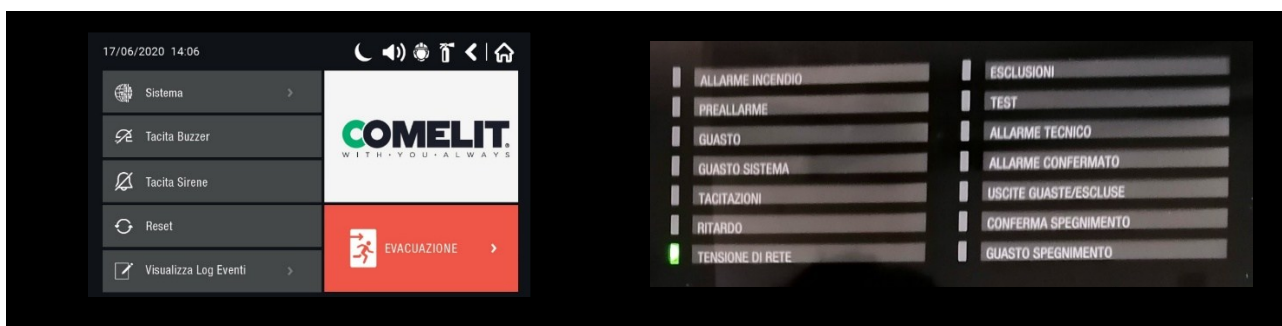 17/06/2020 14:06
Sistema
Tacita Buzzer
Tacita Sirene
Reset
Visualizza Log Eventi
COMELIT.
WITH·YOU·ALWAYS
EVACUAZIONE
ALLARME INCENDIO
PREALLARME
GUASTO
GUASTO SISTEMA
TACITAZIONI
RITARDO
TENSIONE DI RETE
ESCLUSIONI
TEST
ALLARME TECNICO
ALLARME CONFERMATO
USCITE GUASTE/ESCLUSE
CONFERMA SPEGNIMENTO
GUASTO SPEGNIMENTO